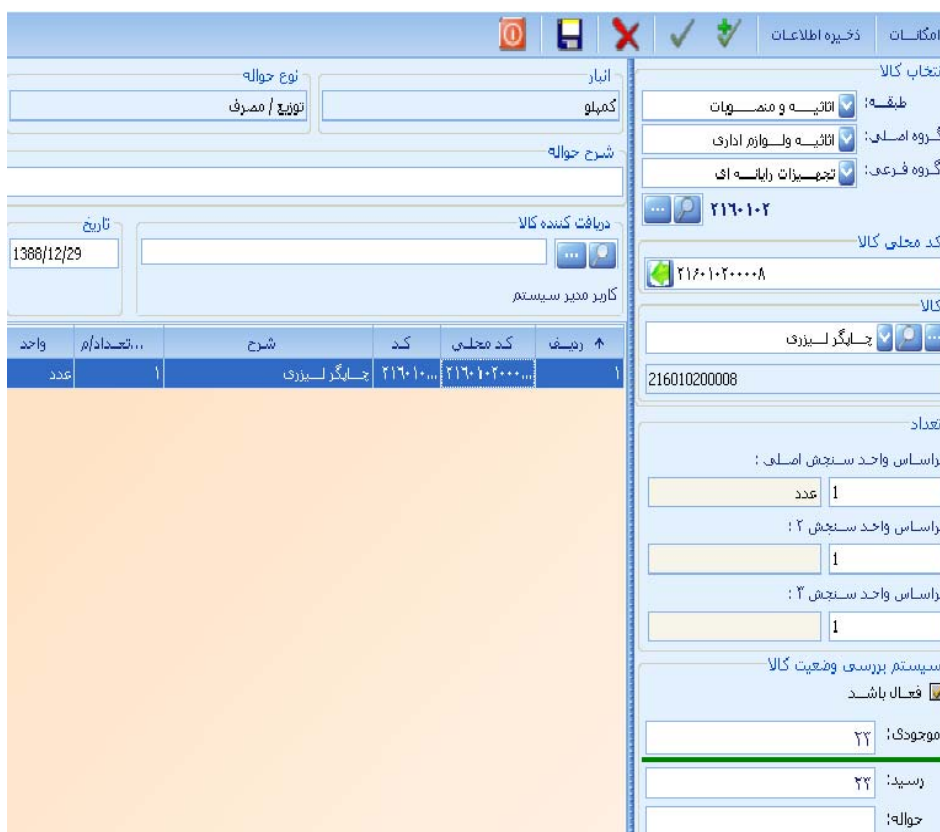 امکانات ذخیره اطلاعات
نتخاب کالا
طبقه: اثاثیه و منصوبات
گروه اصلی: اثاثیه ولوازم اداری
گروه فرعی: تجهیزات رایانه ای
۲۱۶۰۱۰۲
کد محلی کالا
۲۱۶۰۱۰۲۰۰۰۰۸
کالا
چاپگر لیزری
216010200008
تعداد
براساس واحد سنجش اصلی :
1 عدد
براساس واحد سنجش ۲ :
1
براساس واحد سنجش ۳ :
1
سیستم بررسی وضعیت کالا
فعال باشد
موجودی:
رسید: ۲۳
حواله:
انبار
کمپلو
نوع حواله
توزیع / مصرف
شرح حواله
دریافت کننده کالا
کاربر مدیر سیستم
تاریخ
1388/12/29
ردیف کد محلی کد شرح تعداد/م... واحد
۱ ۲۱۶۰۱۰۲۰۰۰... ۲۱۶۰۱۰... چاپگر لیزری ۱ عدد